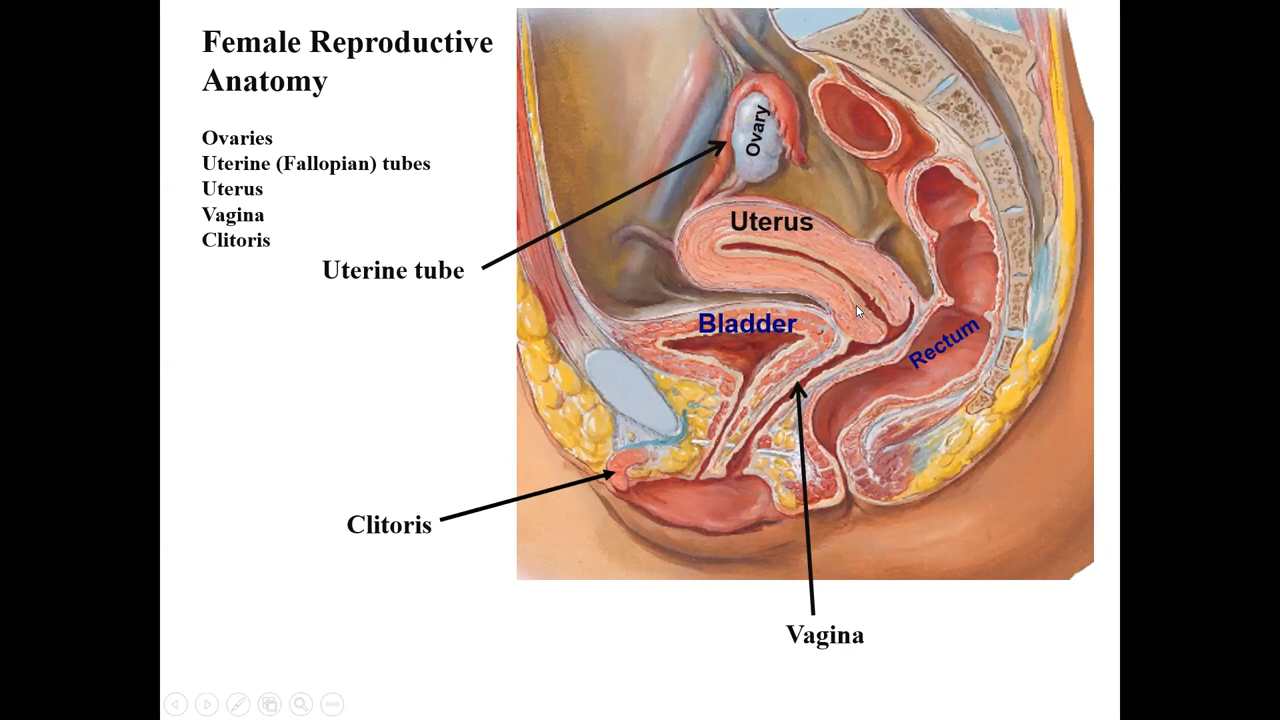 Female Reproductive
Anatomy
Ovaries
Uterine (Fallopian) tubes
Uterus
Vagina
Clitoris
Uterine tube
Ovary
Uterus
Bladder
Rectum
Clitoris
Vagina